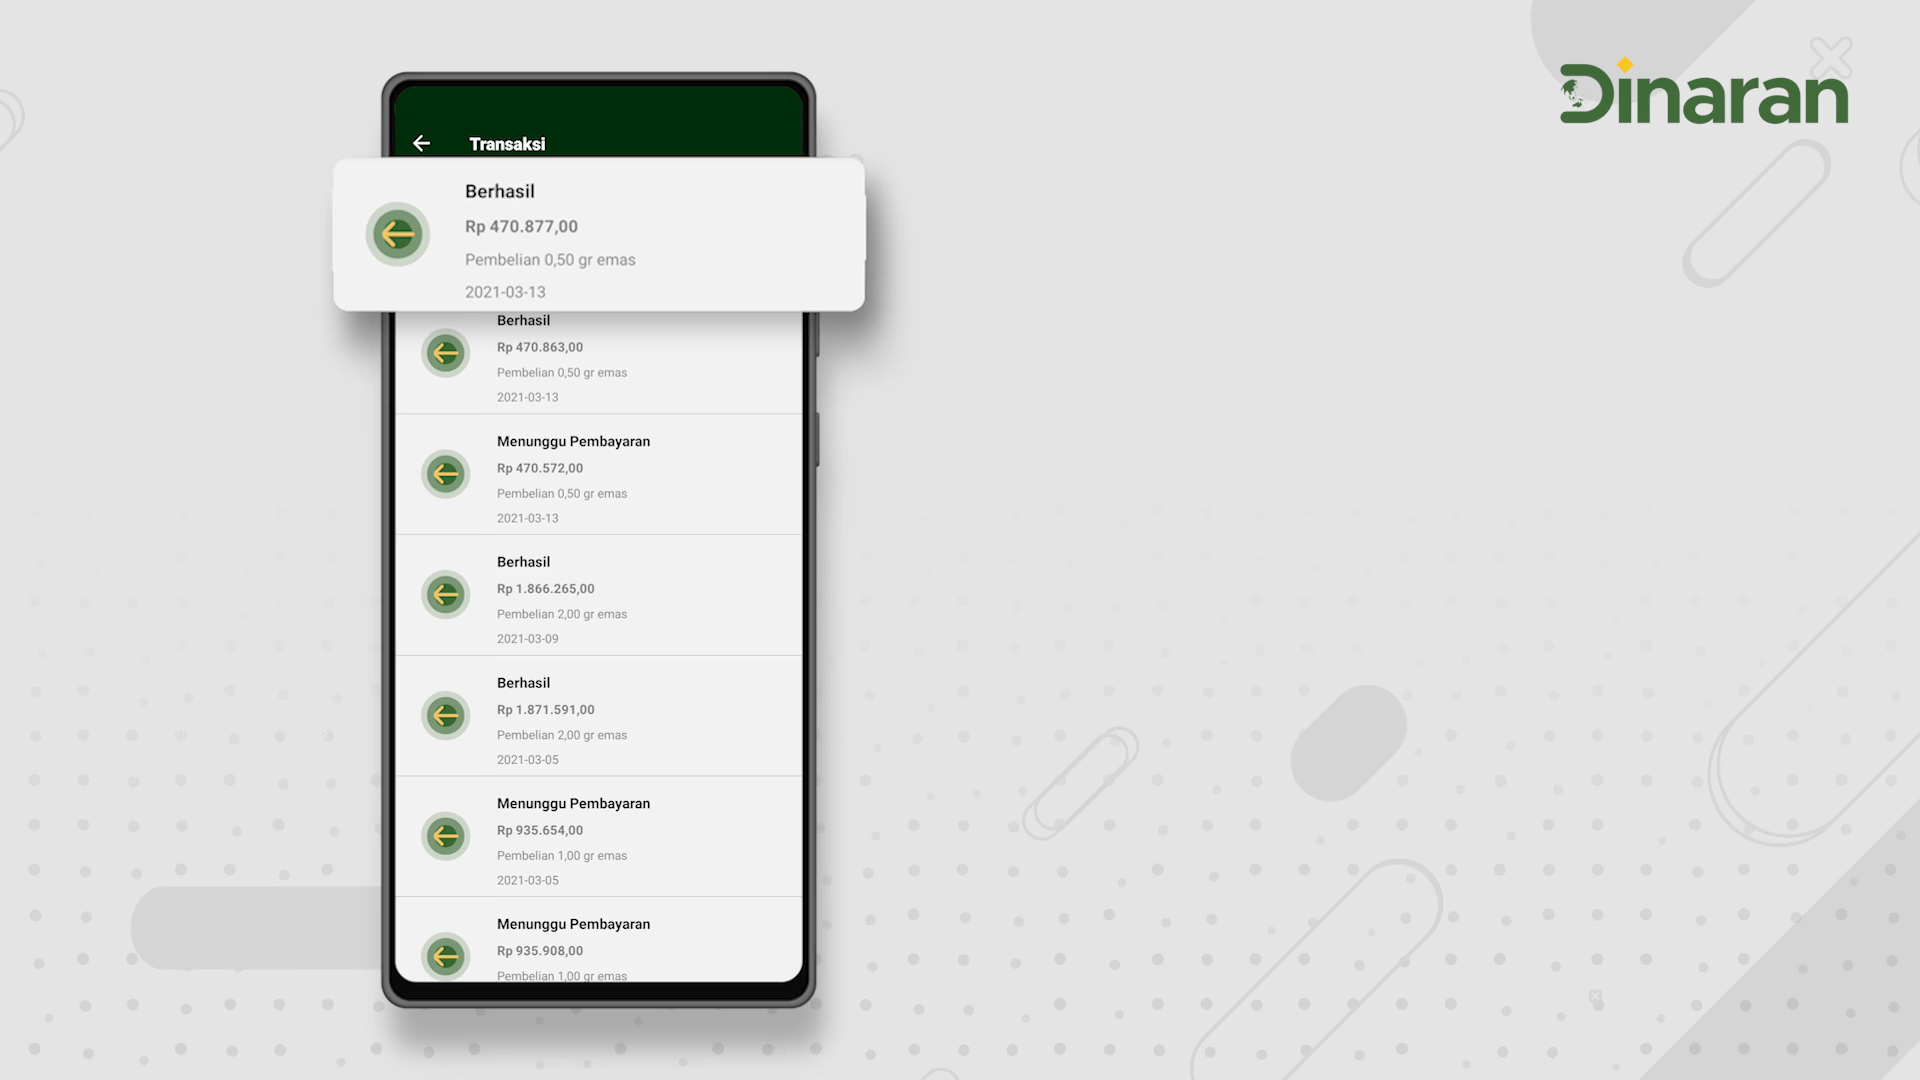 Dinaran
Transaksi
Berhasil
Rp 470.877,00
Pembelian 0,50 gr emas
2021-03-13
Berhasil
Rp 470.863,00
Pembelian 0,50 gr emas
2021-03-13
Menunggu Pembayaran
Rp 470.572,00
Pembelian 0,50 gr emas
2021-03-13
Berhasil
Rp 1.866.265,00
Pembelian 2,00 gr emas
2021-03-09
Berhasil
Rp 1.871.591,00
Pembelian 2,00 gr emas
2021-03-05
Menunggu Pembayaran
Rp 935.654,00
Pembelian 1,00 gr emas
2021-03-05
Menunggu Pembayaran
Rp 935.908,00
Pembelian 1,00 gr emas